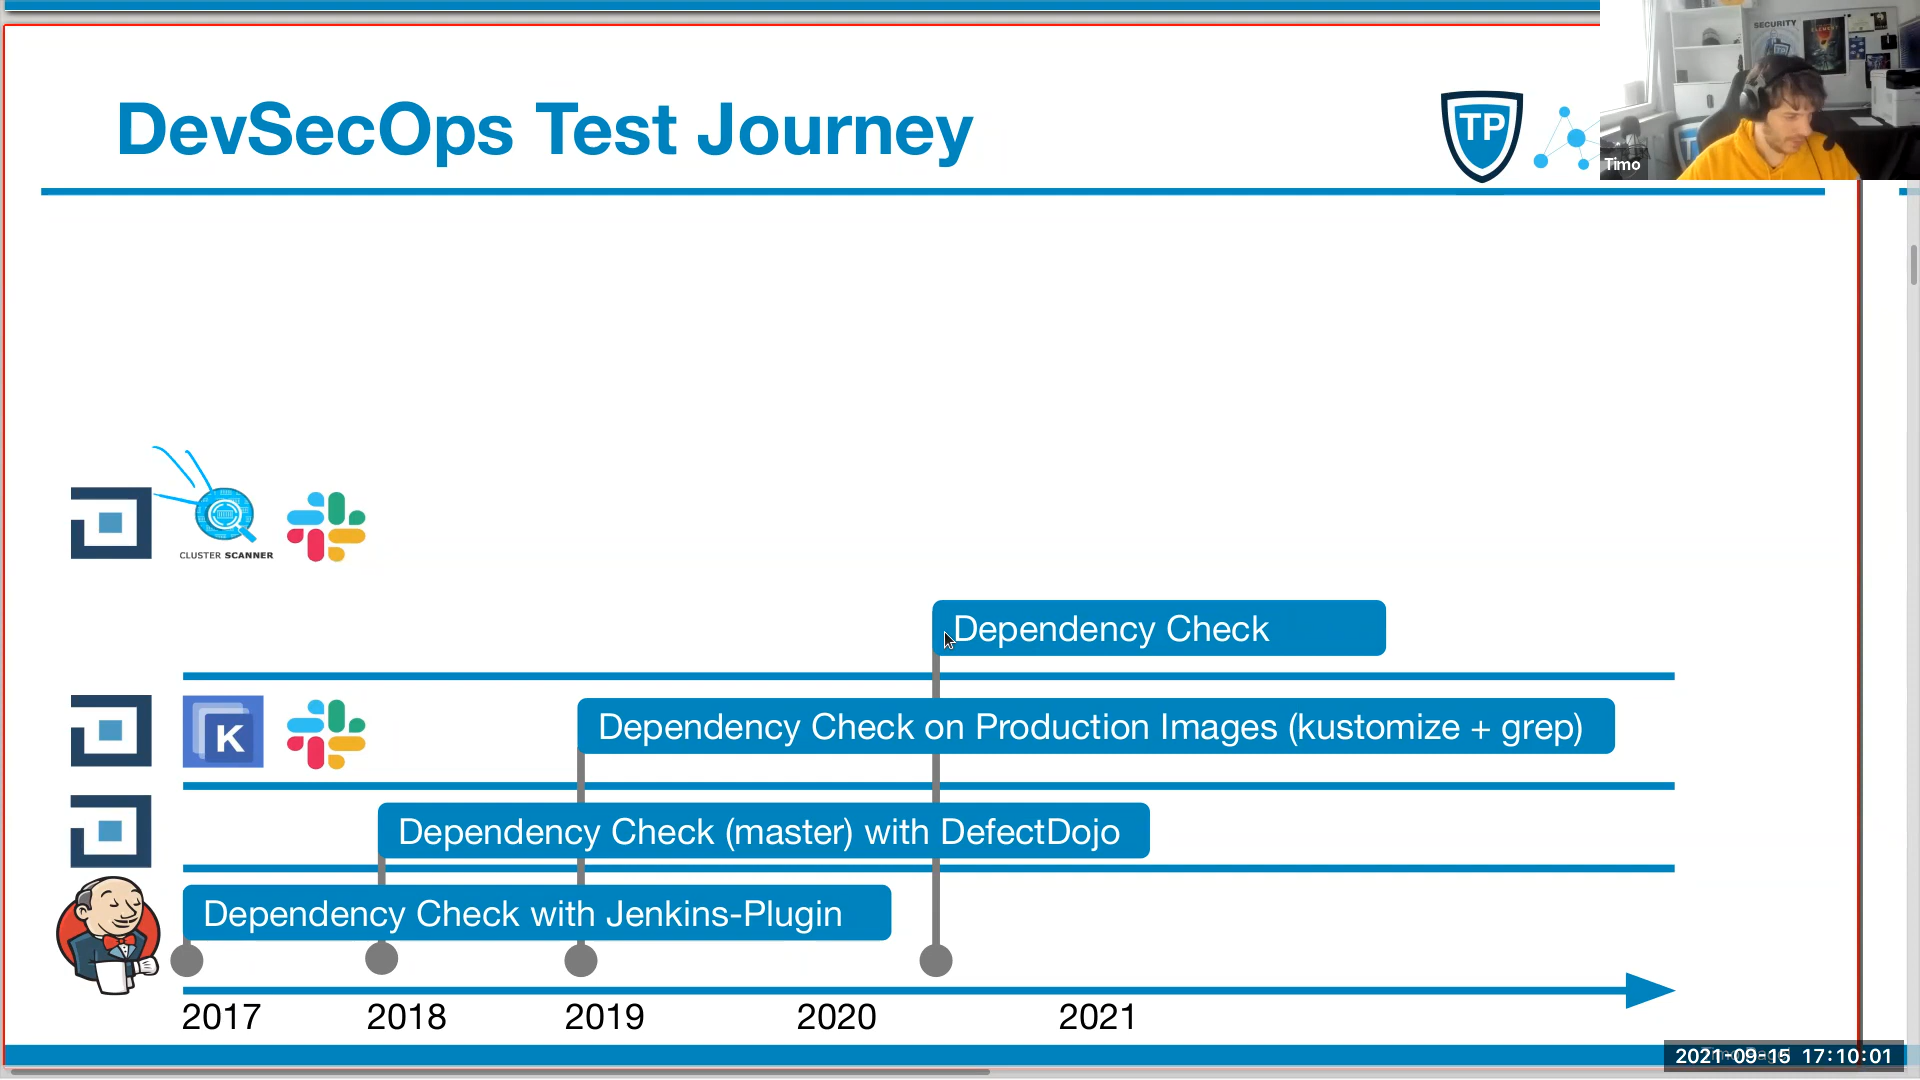 SECURITY
DevSecOps Test Journey
TP
Timo
CLUSTER SCANNER
Dependency Check
K
Dependency Check on Production Images (kustomize + grep)
Dependency Check (master) with DefectDojo
Dependency Check with Jenkins-Plugin
2017
2018
2019
2020
2021
2021-09-15 17:10:01